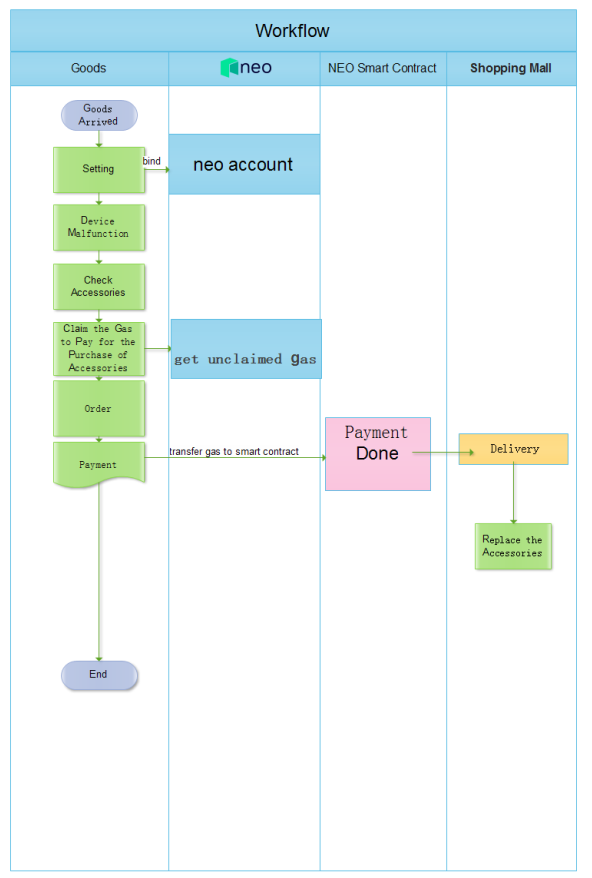 Workflow
Goods
neo
NEO Smart Contract
Shopping Mall
Goods
Arrived
Setting
bind
neo account
Device
Malfunction
Check
Accessories
Claim the Gas
to Pay for the
Purchase of
Accessories
get unclaimed gas
Order
Payment
transfer gas to smart contract
Payment
Done
Delivery
Replace the
Accessories
End